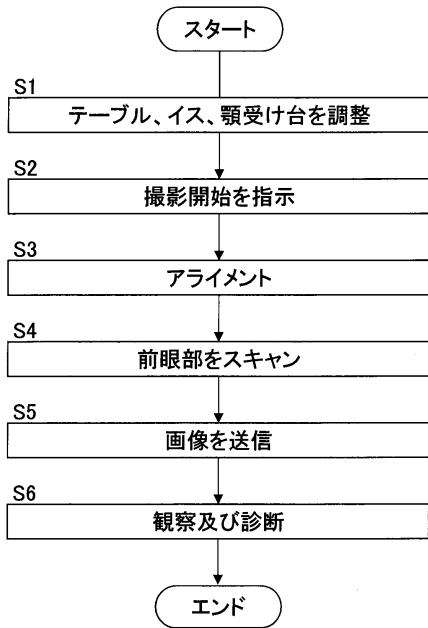 スタート
S1
テーブル、イス、顎受け台を調整
S2
撮影開始を指示
S3
アライメント
S4
前眼部をスキャン
S5
画像を送信
S6
観察及び診断
エンド